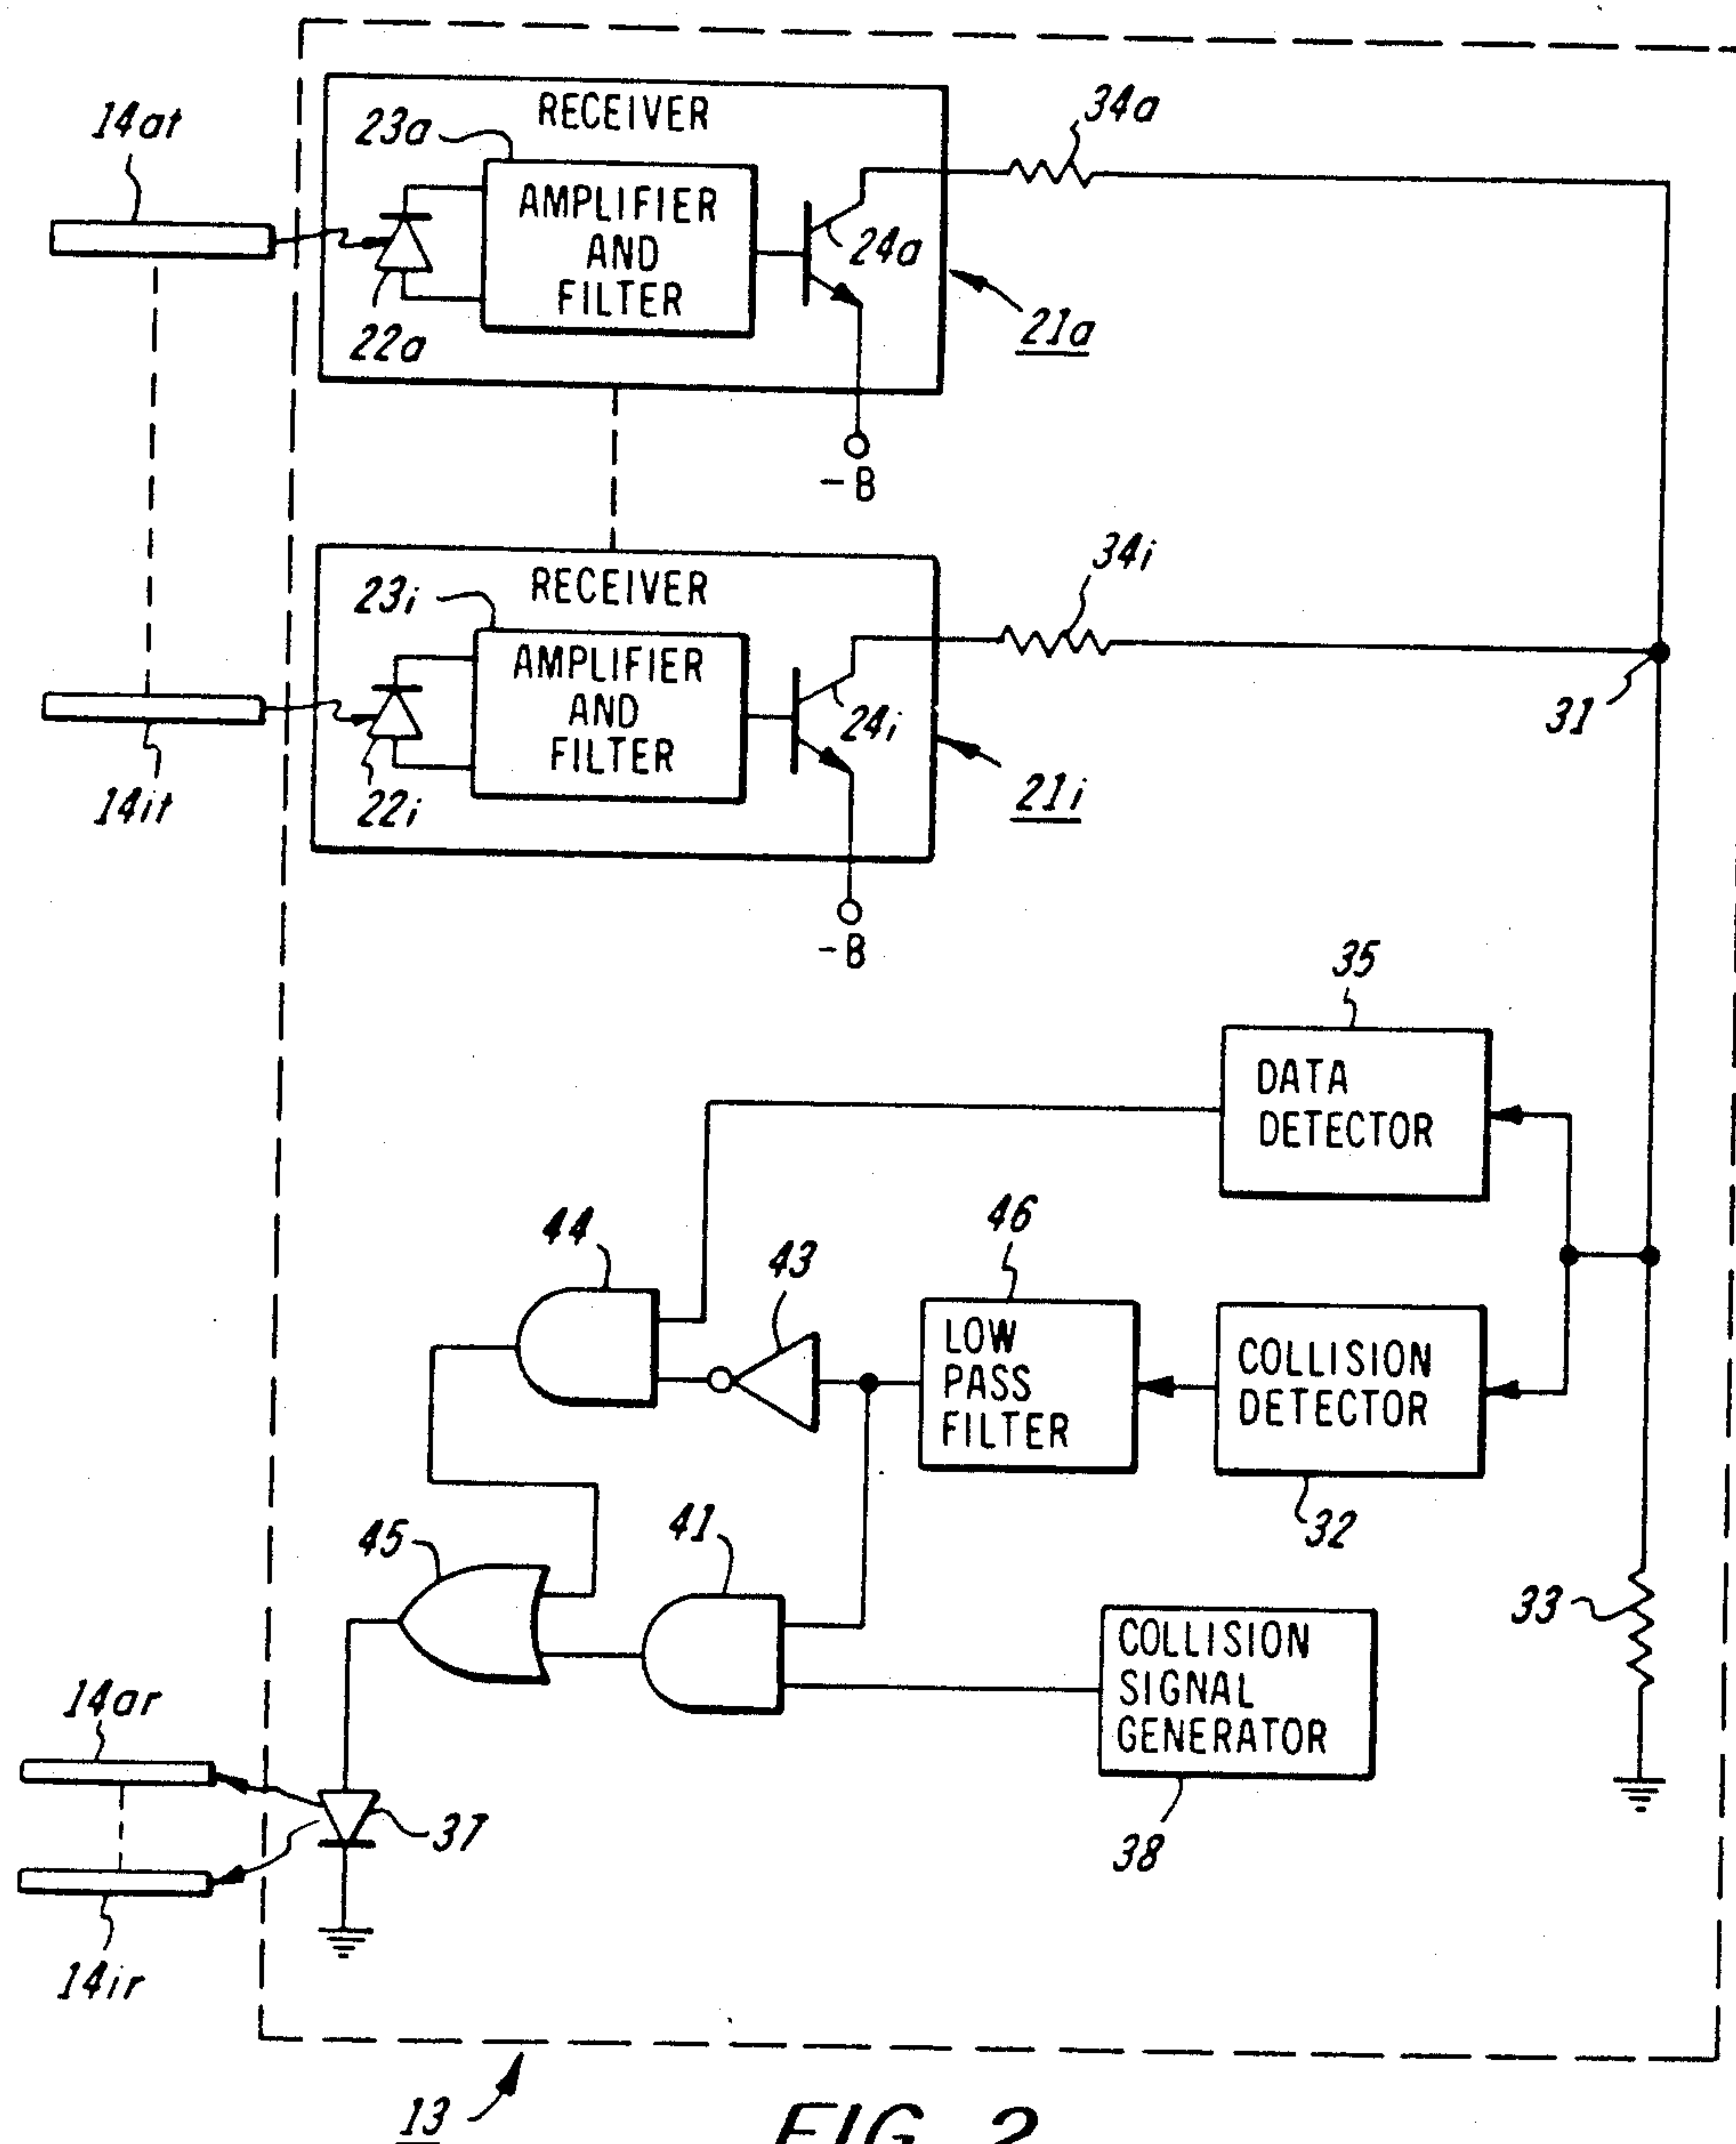 14at
RECEIVER
23a
34a
AMPLIFIER
AND
FILTER
22a
24a
21a
-B
RECEIVER
23i
34i
AMPLIFIER
AND
FILTER
14it
22i
24i
21i
31
-B
35
DATA
DETECTOR
44
43
46
LOW
PASS
FILTER
COLLISION
DETECTOR
32
45
41
33
COLLISION
SIGNAL
GENERATOR
38
14ar
37
14ir
13
FIG. 2